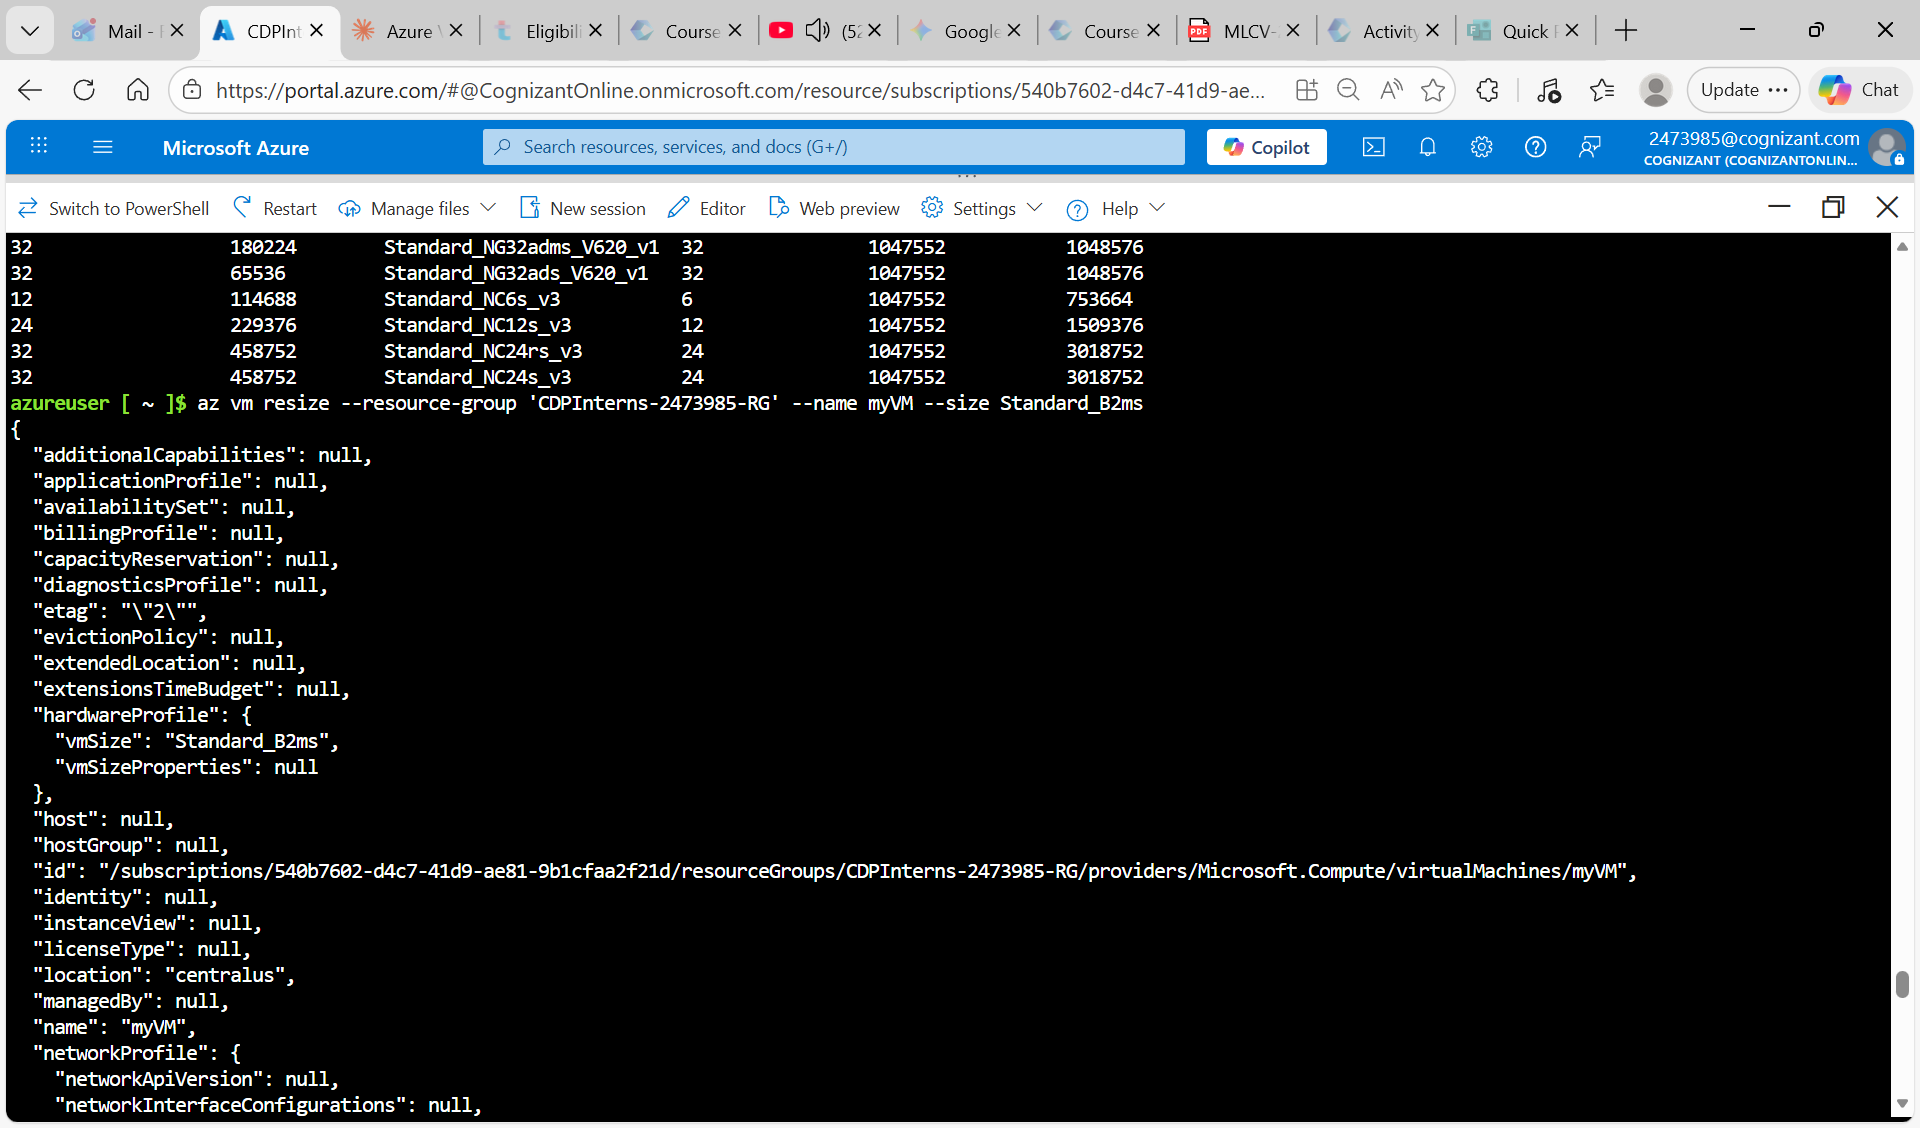 Mail -
CDPInt
Azure
Eligibili
Course
(52
Google
Course
MLCV-
Activity
Quick
https://portal.azure.com/#@CognizantOnline.onmicrosoft.com/resource/subscriptions/540b7602-d4c7-41d9-ae...
Update
Chat
Microsoft Azure
Search resources, services, and docs (G+/)
Copilot
2473985@cognizant.com
COGNIZANT (COGNIZANTONLIN...
Switch to PowerShell
Restart
Manage files
New session
Editor
Web preview
Settings
Help
32 180224 Standard_NG32adms_V620_v1 32 1047552 1048576
32 65536 Standard_NG32ads_V620_v1 32 1047552 1048576
12 114688 Standard_NC6s_v3 6 1047552 753664
24 229376 Standard_NC12s_v3 12 1047552 1509376
32 458752 Standard_NC24rs_v3 24 1047552 3018752
32 458752 Standard_NC24s_v3 24 1047552 3018752
azureuser [ ~ ]$ az vm resize --resource-group 'CDPInterns-2473985-RG' --name myVM --size Standard_B2ms
{
"additionalCapabilities": null,
"applicationProfile": null,
"availabilitySet": null,
"billingProfile": null,
"capacityReservation": null,
"diagnosticsProfile": null,
"etag": "\"2\"",
"evictionPolicy": null,
"extendedLocation": null,
"extensionsTimeBudget": null,
"hardwareProfile": {
"vmSize": "Standard_B2ms",
"vmSizeProperties": null
},
"host": null,
"hostGroup": null,
"id": "/subscriptions/540b7602-d4c7-41d9-ae81-9b1cfaa2f21d/resourceGroups/CDPInterns-2473985-RG/providers/Microsoft.Compute/virtualMachines/myVM",
"identity": null,
"instanceView": null,
"licenseType": null,
"location": "centralus",
"managedBy": null,
"name": "myVM",
"networkProfile": {
"networkApiVersion": null,
"networkInterfaceConfigurations": null,